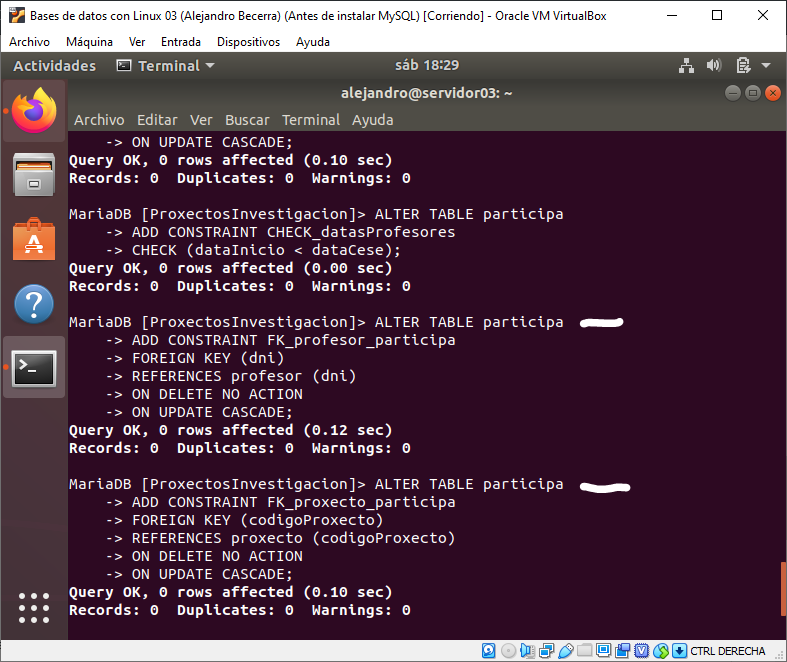 Bases de datos con Linux 03 (Alejandro Becerra) (Antes de instalar MySQL) [Corriendo] - Oracle VM VirtualBox
Archivo Máquina Ver Entrada Dispositivos Ayuda
Actividades Terminal sáb 18:29
alejandro@servidor03: ~
Archivo Editar Ver Buscar Terminal Ayuda
-> ON UPDATE CASCADE;
Query OK, 0 rows affected (0.10 sec)
Records: 0 Duplicates: 0 Warnings: 0
MariaDB [ProxectosInvestigacion]> ALTER TABLE participa
-> ADD CONSTRAINT CHECK_datasProfesores
-> CHECK (dataInicio < dataCese);
Query OK, 0 rows affected (0.00 sec)
Records: 0 Duplicates: 0 Warnings: 0
MariaDB [ProxectosInvestigacion]> ALTER TABLE participa
-> ADD CONSTRAINT FK_profesor_participa
-> FOREIGN KEY (dni)
-> REFERENCES profesor (dni)
-> ON DELETE NO ACTION
-> ON UPDATE CASCADE;
Query OK, 0 rows affected (0.12 sec)
Records: 0 Duplicates: 0 Warnings: 0
MariaDB [ProxectosInvestigacion]> ALTER TABLE participa
-> ADD CONSTRAINT FK_proxecto_participa
-> FOREIGN KEY (codigoProxecto)
-> REFERENCES proxecto (codigoProxecto)
-> ON DELETE NO ACTION
-> ON UPDATE CASCADE;
Query OK, 0 rows affected (0.10 sec)
Records: 0 Duplicates: 0 Warnings: 0
CTRL DERECHA